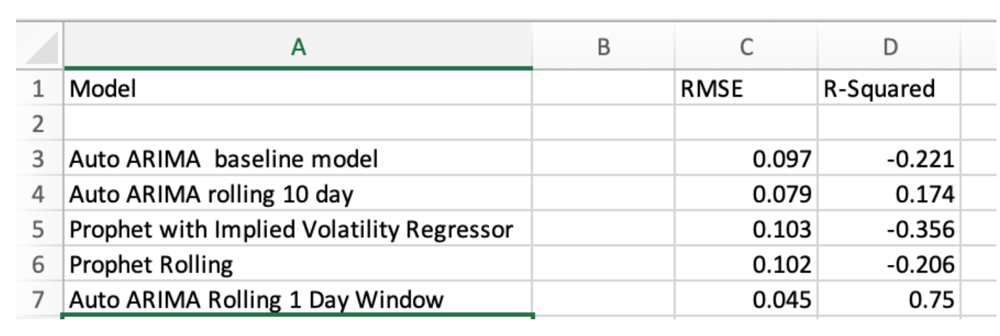 A B C D
1 Model RMSE R-Squared
2
3 Auto ARIMA  baseline model 0.097 -0.221
4 Auto ARIMA rolling 10 day 0.079 0.174
5 Prophet with Implied Volatility Regressor 0.103 -0.356
6 Prophet Rolling 0.102 -0.206
7 Auto ARIMA Rolling 1 Day Window 0.045 0.75